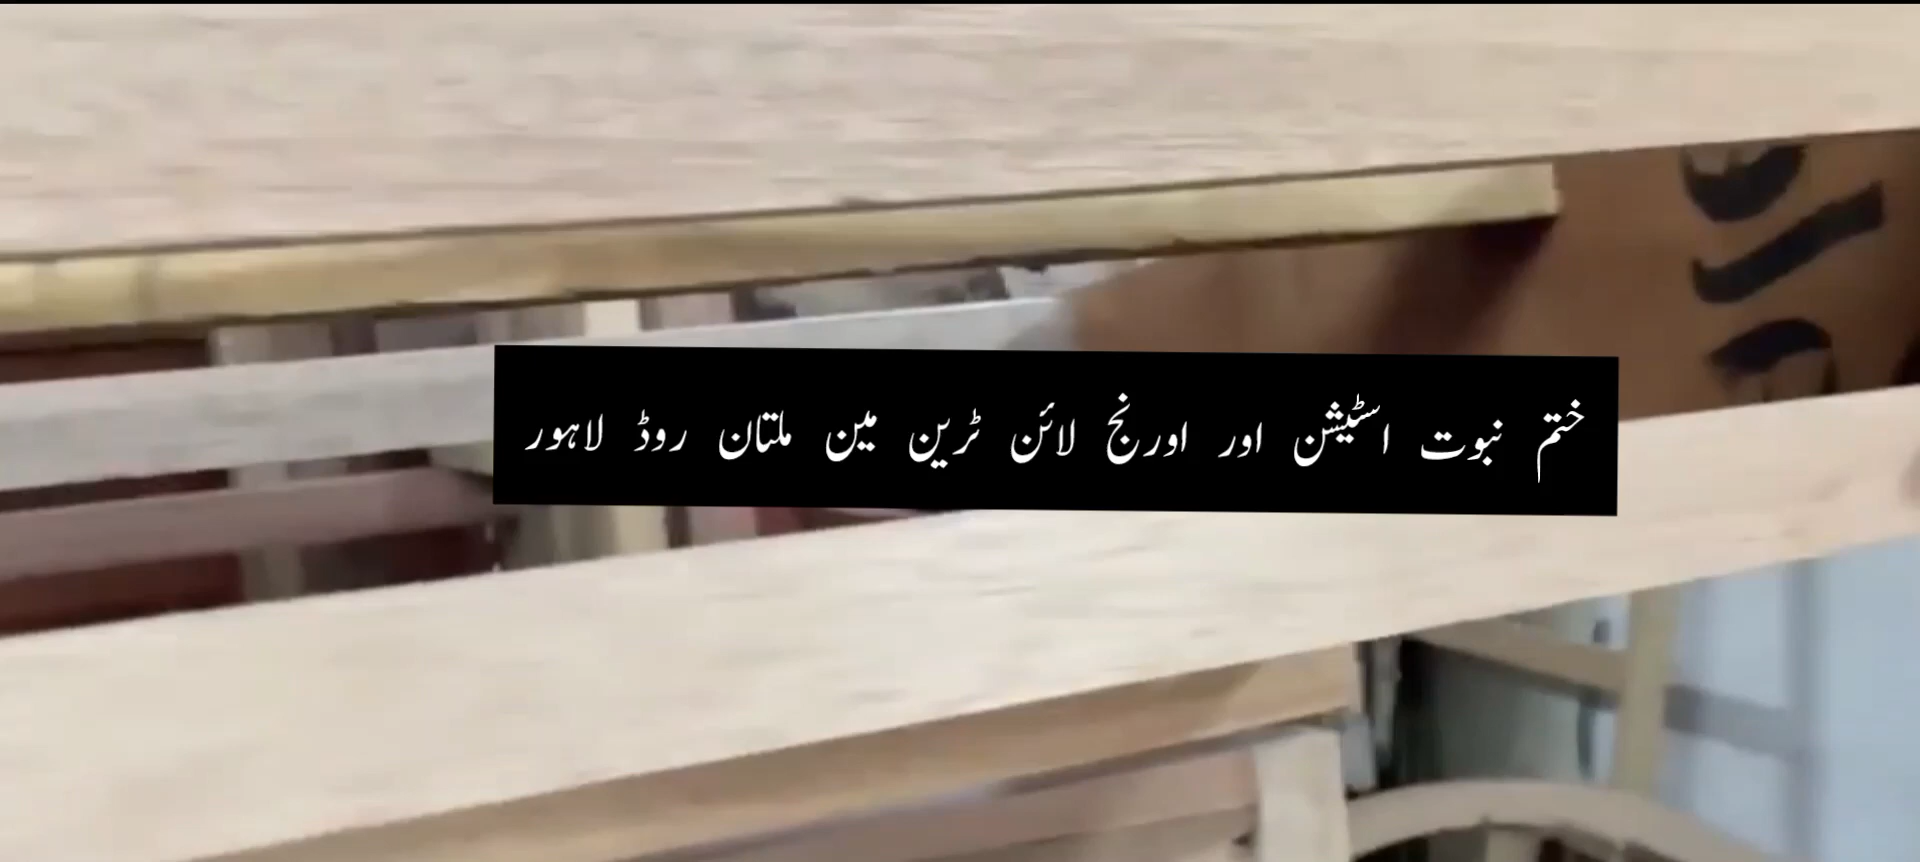 ختم نبوت اسٹیشن اور اورنج لائن ٹرین مین ملتان روڈ لاہور